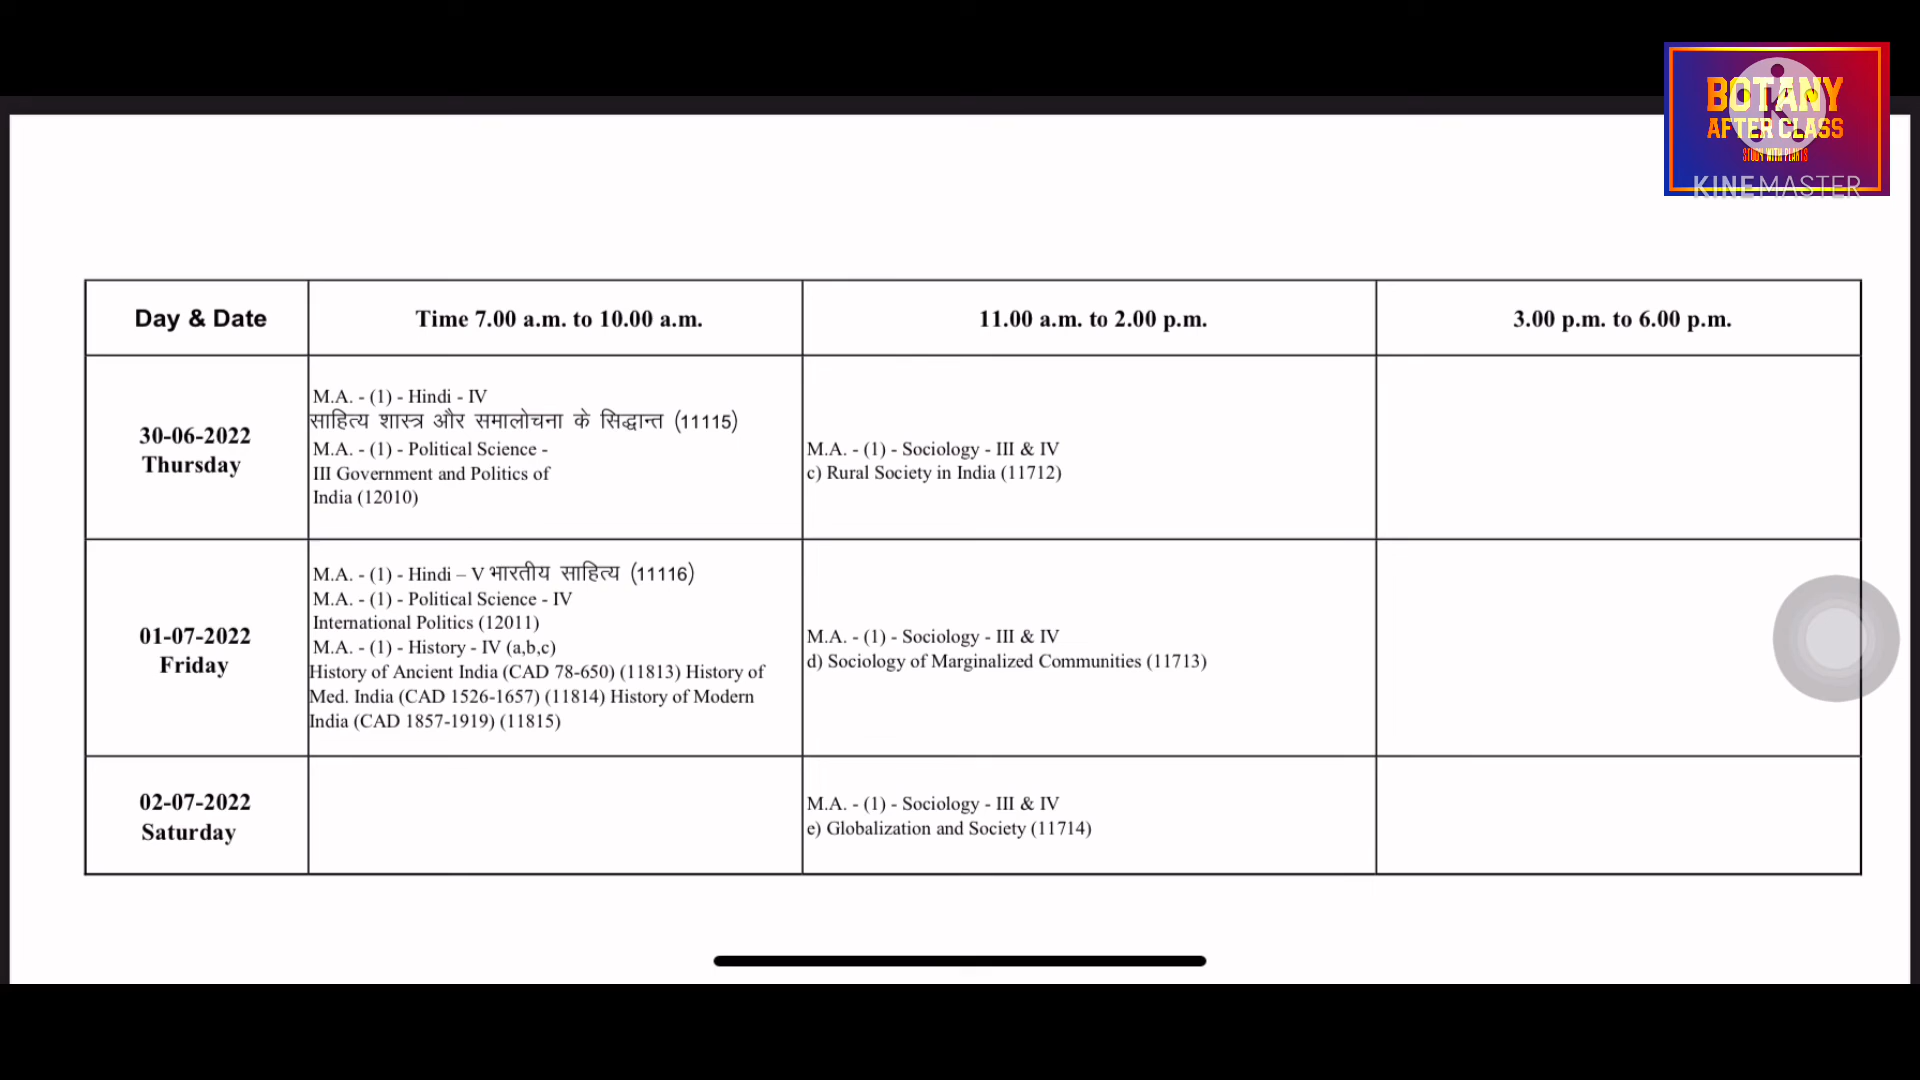 BOTANY
AFTER CLASS
STUDY WITH PLANTS
KINEMASTER
Day & Date
Time 7.00 a.m. to 10.00 a.m.
11.00 a.m. to 2.00 p.m.
3.00 p.m. to 6.00 p.m.
30-06-2022
Thursday
M.A. - (1) - Hindi - IV
साहित्य शास्त्र और समालोचना के सिद्धान्त (11115)
M.A. - (1) - Political Science -
III Government and Politics of
India (12010)
M.A. - (1) - Sociology - III & IV
c) Rural Society in India (11712)
01-07-2022
Friday
M.A. - (1) - Hindi – V भारतीय साहित्य (11116)
M.A. - (1) - Political Science - IV
International Politics (12011)
M.A. - (1) - History - IV (a,b,c)
History of Ancient India (CAD 78-650) (11813) History of
Med. India (CAD 1526-1657) (11814) History of Modern
India (CAD 1857-1919) (11815)
M.A. - (1) - Sociology - III & IV
d) Sociology of Marginalized Communities (11713)
02-07-2022
Saturday
M.A. - (1) - Sociology - III & IV
e) Globalization and Society (11714)